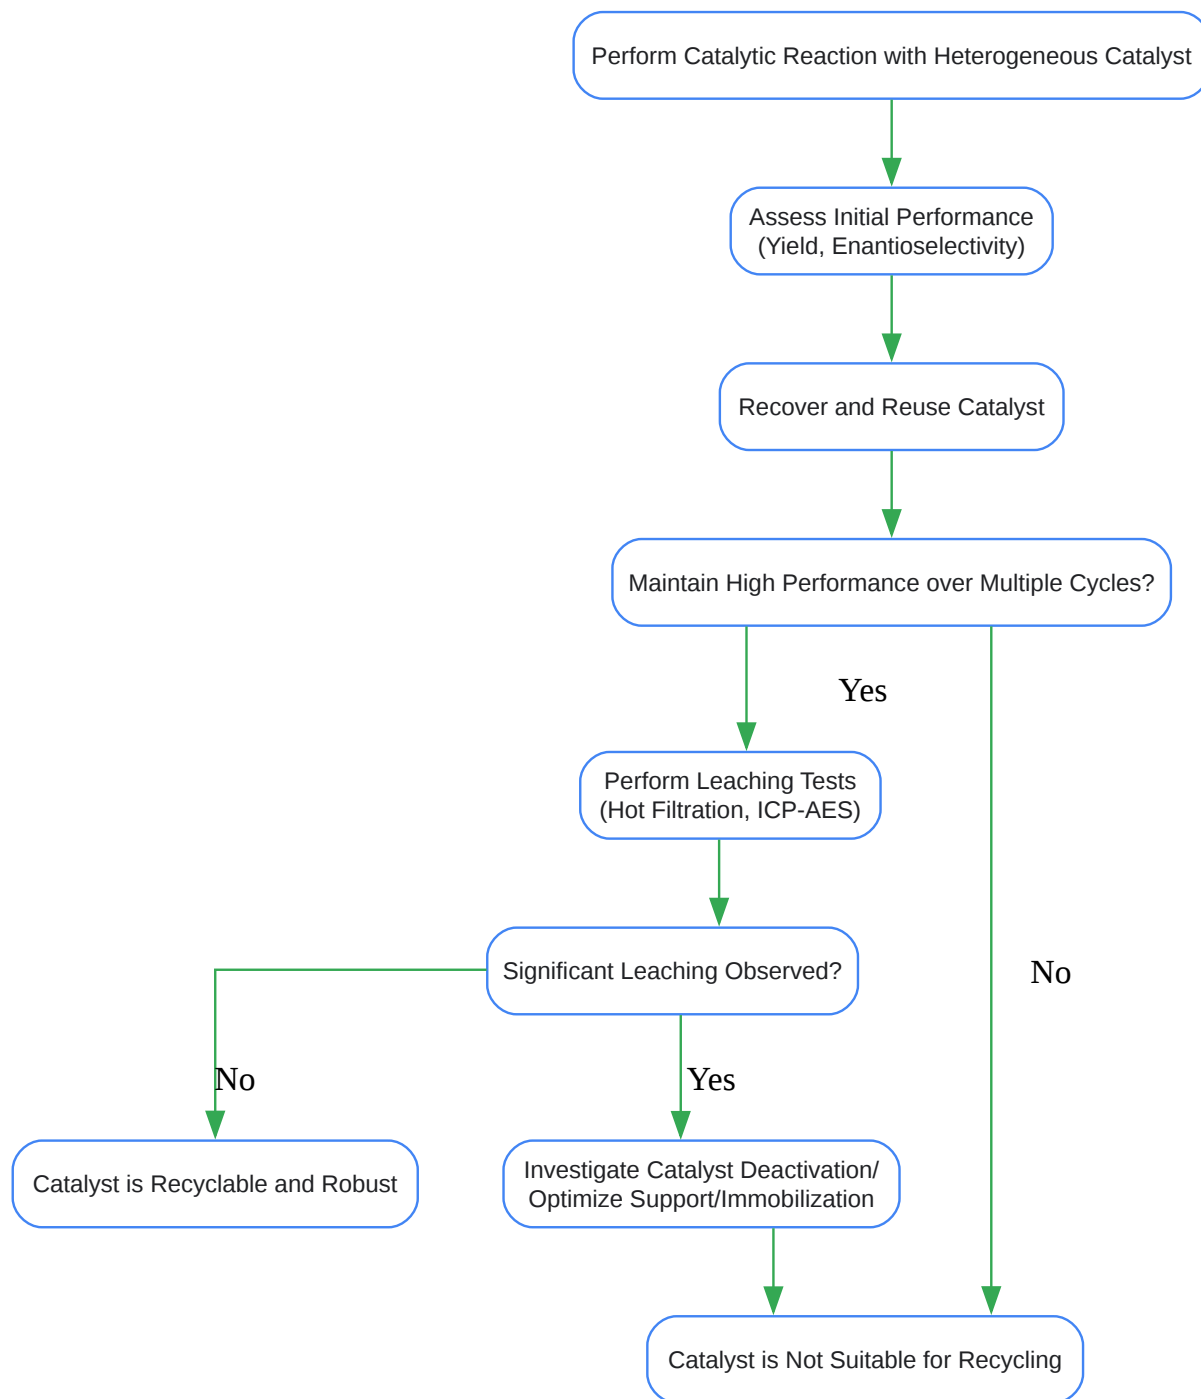 Perform Catalytic Reaction with Heterogeneous Catalyst
Assess Initial Performance
(Yield, Enantioselectivity)
Recover and Reuse Catalyst
Maintain High Performance over Multiple Cycles?
Yes
Perform Leaching Tests
(Hot Filtration, ICP-AES)
Significant Leaching Observed?
No
No
Yes
Catalyst is Recyclable and Robust
Investigate Catalyst Deactivation/
Optimize Support/Immobilization
Catalyst is Not Suitable for Recycling